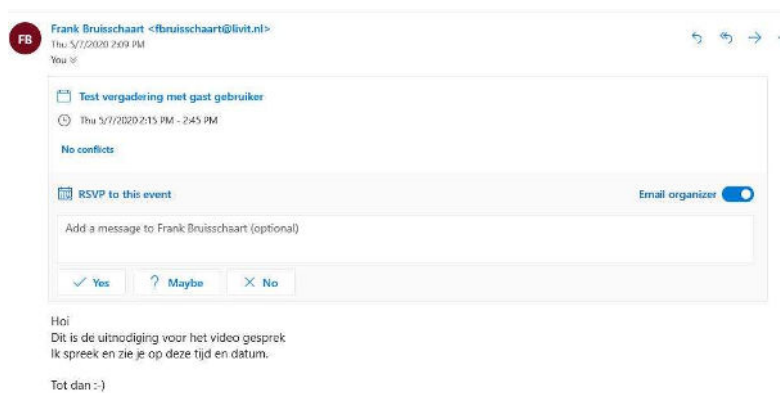 FB
Frank Bruisschaart <fbruisschaart@livit.nl>
Thu 5/7/2020 2:09 PM
You
Test vergadering met gast gebruiker
Thu 5/7/2020 2:15 PM - 2:45 PM
No conflicts
RSVP to this event
Email organizer
Add a message to Frank Bruisschaart (optional)
Yes
? Maybe
No
Hoi
Dit is de uitnodiging voor het video gesprek
Ik spreek en zie je op deze tijd en datum.
Tot dan :-)